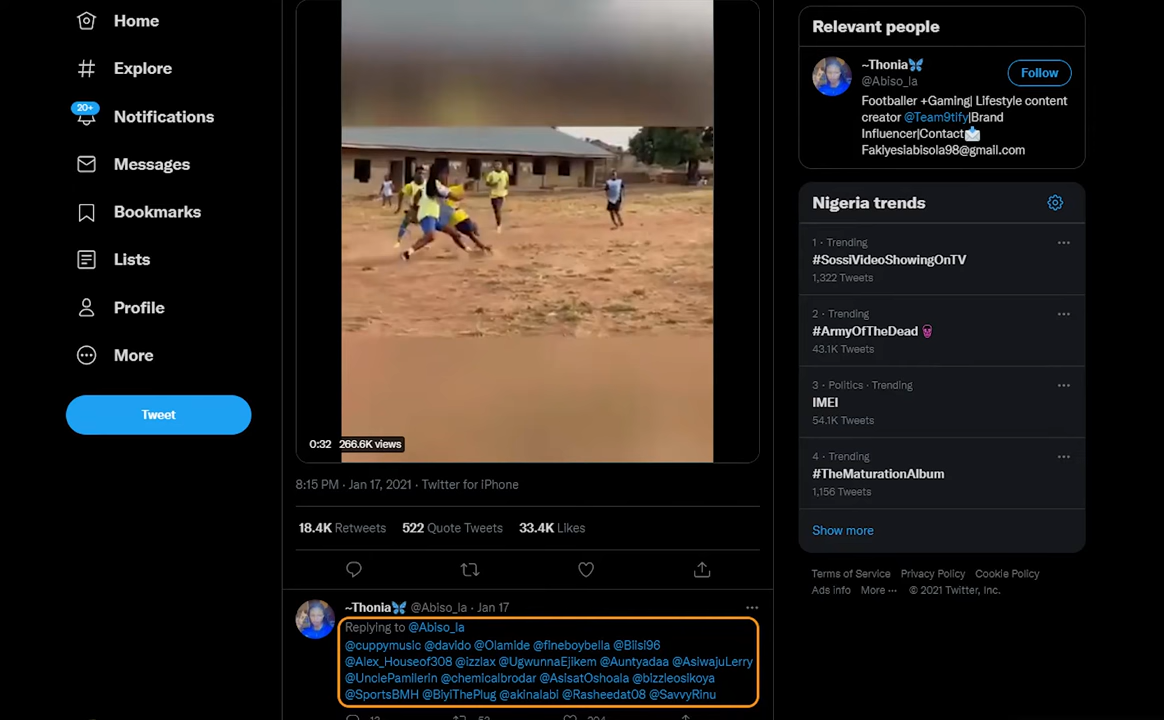 Home
Explore
20+
Notifications
Messages
Bookmarks
Lists
Profile
More
Tweet
0:32 266.6K views
8:15 PM · Jan 17, 2021 · Twitter for iPhone
18.4K Retweets 522 Quote Tweets 33.4K Likes
~Thonia🦋 @Abiso_la · Jan 17
Replying to @Abiso_la
@cuppymusic @davido @Olamide @fineboybella @Biisi96
@Alex_Houseof308 @izzlax @UgwunnaEjikem @Auntyadaa @AsiwajuLerry
@UnclePamilerin @chemicalbrodar @AsisatOshoala @bizzleosikoya
@SportsBMH @BiyiThePlug @akinalabi @Rasheedat08 @SavvyRinu
Relevant people
~Thonia🦋
@Abiso_la
Follow
Footballer +Gaming| Lifestyle content
creator @Team9tify|Brand
Influencer|Contact📩
Fakiyesiabisola98@gmail.com
Nigeria trends
1 · Trending
#SossiVideoShowingOnTV
1,322 Tweets
2 · Trending
#ArmyOfTheDead
43.1K Tweets
3 · Politics · Trending
IMEI
54.1K Tweets
4 · Trending
#TheMaturationAlbum
1,156 Tweets
Show more
Terms of Service Privacy Policy Cookie Policy
Ads info More ··· © 2021 Twitter, Inc.